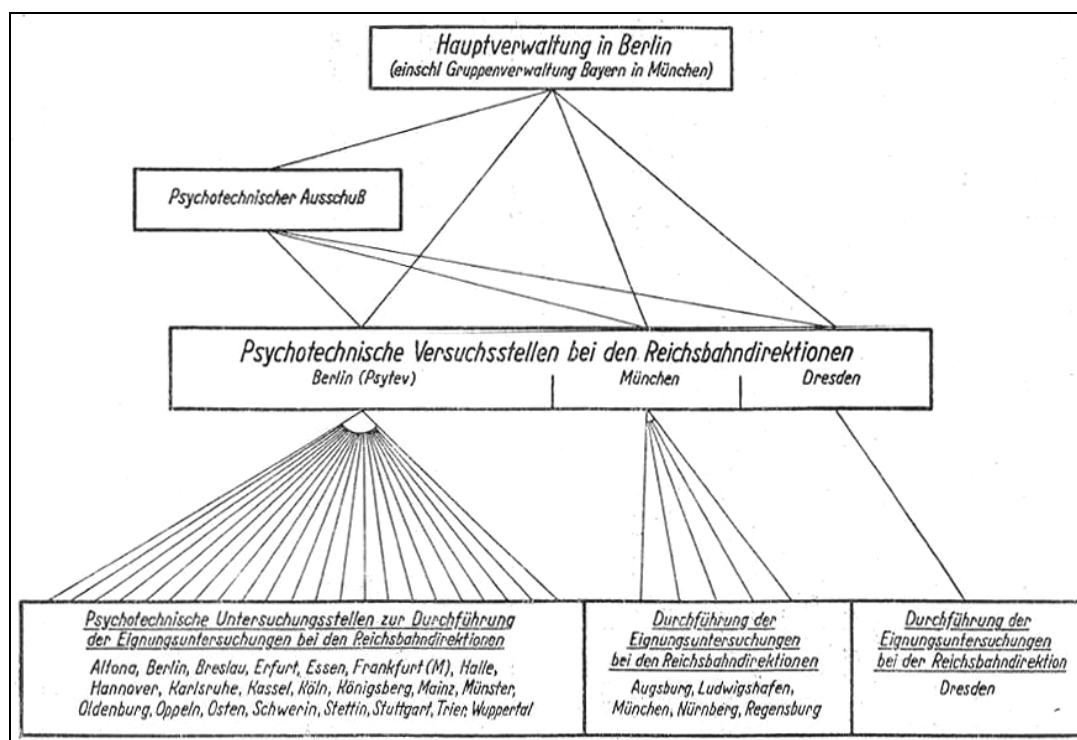 Hauptverwaltung in Berlin
(einschl Gruppenverwaltung Bayern in München)
Psychotechnischer Ausschuß
Psychotechnische Versuchsstellen bei den Reichsbahndirektionen
Berlin (Psytev)
München
Dresden
Psychotechnische Untersuchungsstellen zur Durchführung
der Eignungsuntersuchungen bei den Reichsbahndirektionen
Altona, Berlin, Breslau, Erfurt, Essen, Frankfurt (M), Halle,
Hannover, Karlsruhe, Kassel, Köln, Königsberg, Mainz, Münster,
Oldenburg, Oppeln, Osten, Schwerin, Stettin, Stuttgart, Trier, Wuppertal
Durchführung der
Eignungsuntersuchungen
bei den Reichsbahndirektionen
Augsburg, Ludwigshafen,
München, Nürnberg, Regensburg
Durchführung der
Eignungsuntersuchungen
bei der Reichsbahndirektion
Dresden